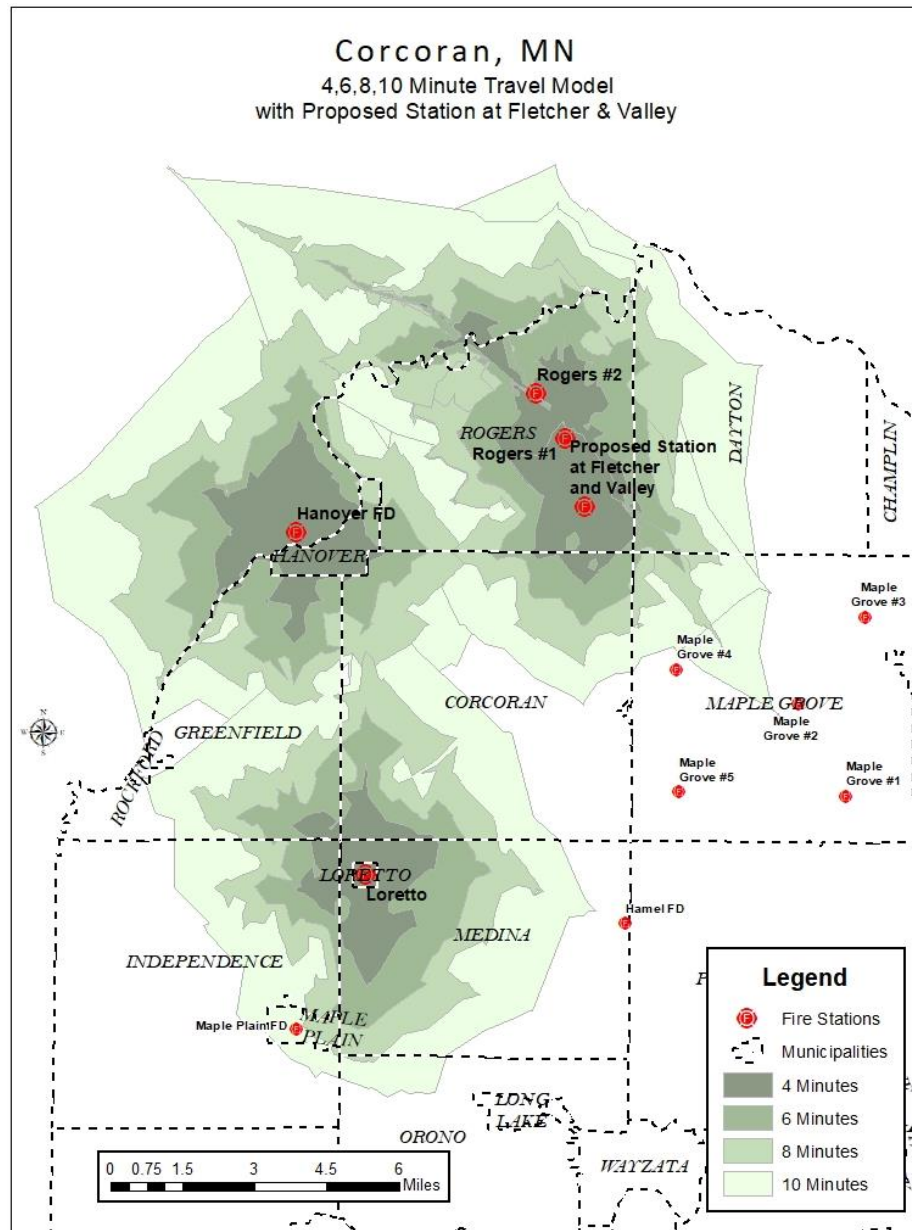 Corcoran, MN
4,6,8,10 Minute Travel Model
with Proposed Station at Fletcher & Valley
Rogers #2
ROGERS
Rogers #1
Proposed Station
at Fletcher
and Valley
DAYTON
CHAMPLIN
Hanover FD
HANOVER
Maple
Grove #3
Maple
Grove #4
CORCORAN
MAPLE GROVE
Maple
Grove #2
GREENFIELD
ROCKFORD
Maple
Grove #5
Maple
Grove #1
N
W
E
S
LORETTO
Loretto
Hamel FD
MEDINA
INDEPENDENCE
Maple Plain FD
MAPLE
PLAIN
LONG
LAKE
ORONO
WAYZATA
P
Legend
F Fire Stations
Municipalities
4 Minutes
6 Minutes
8 Minutes
10 Minutes
0 0.75 1.5 3 4.5 6
Miles